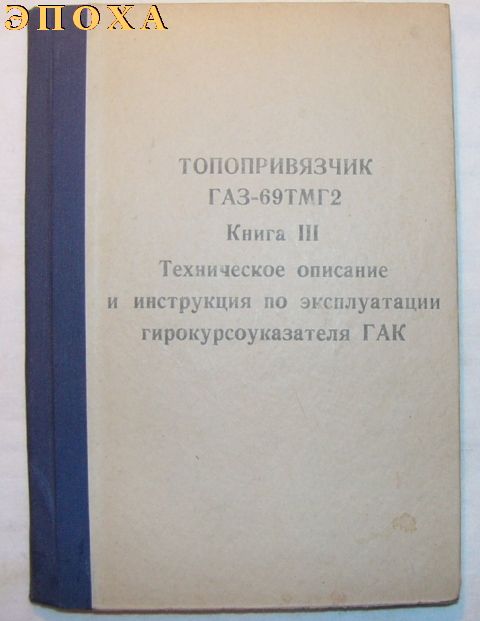 ЭПОХА
ТОПОПРИВЯЗЧИК
ГАЗ-69ТМГ2
Книга III
Техническое описание
и инструкция по эксплуатации
гирокурсоуказателя ГАК